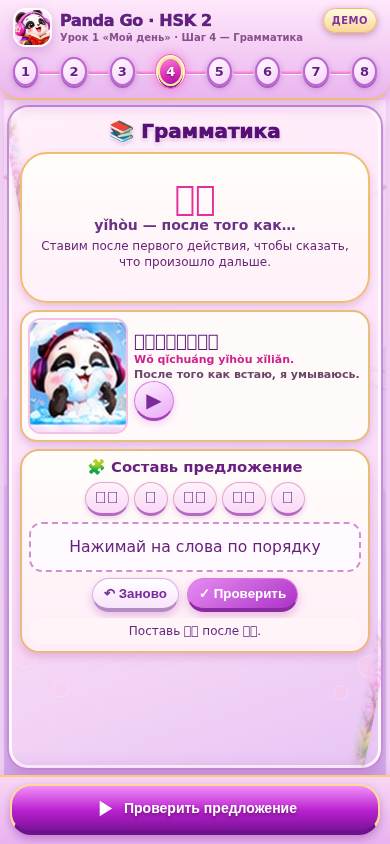 Panda Go · HSK 2
Урок 1 «Мой день» · Шаг 4 — Грамматика
ДЕМО
1 2 3 4 5 6 7 8
📚 Грамматика
yǐhòu — после того как…
Ставим после первого действия, чтобы сказать,
что произошло дальше.
Wǒ qǐchuáng yǐhòu xǐliǎn.
После того как встаю, я умываюсь.
🧩 Составь предложение
Нажимай на слова по порядку
↶ Заново
✓ Проверить
Поставь после .
Проверить предложение